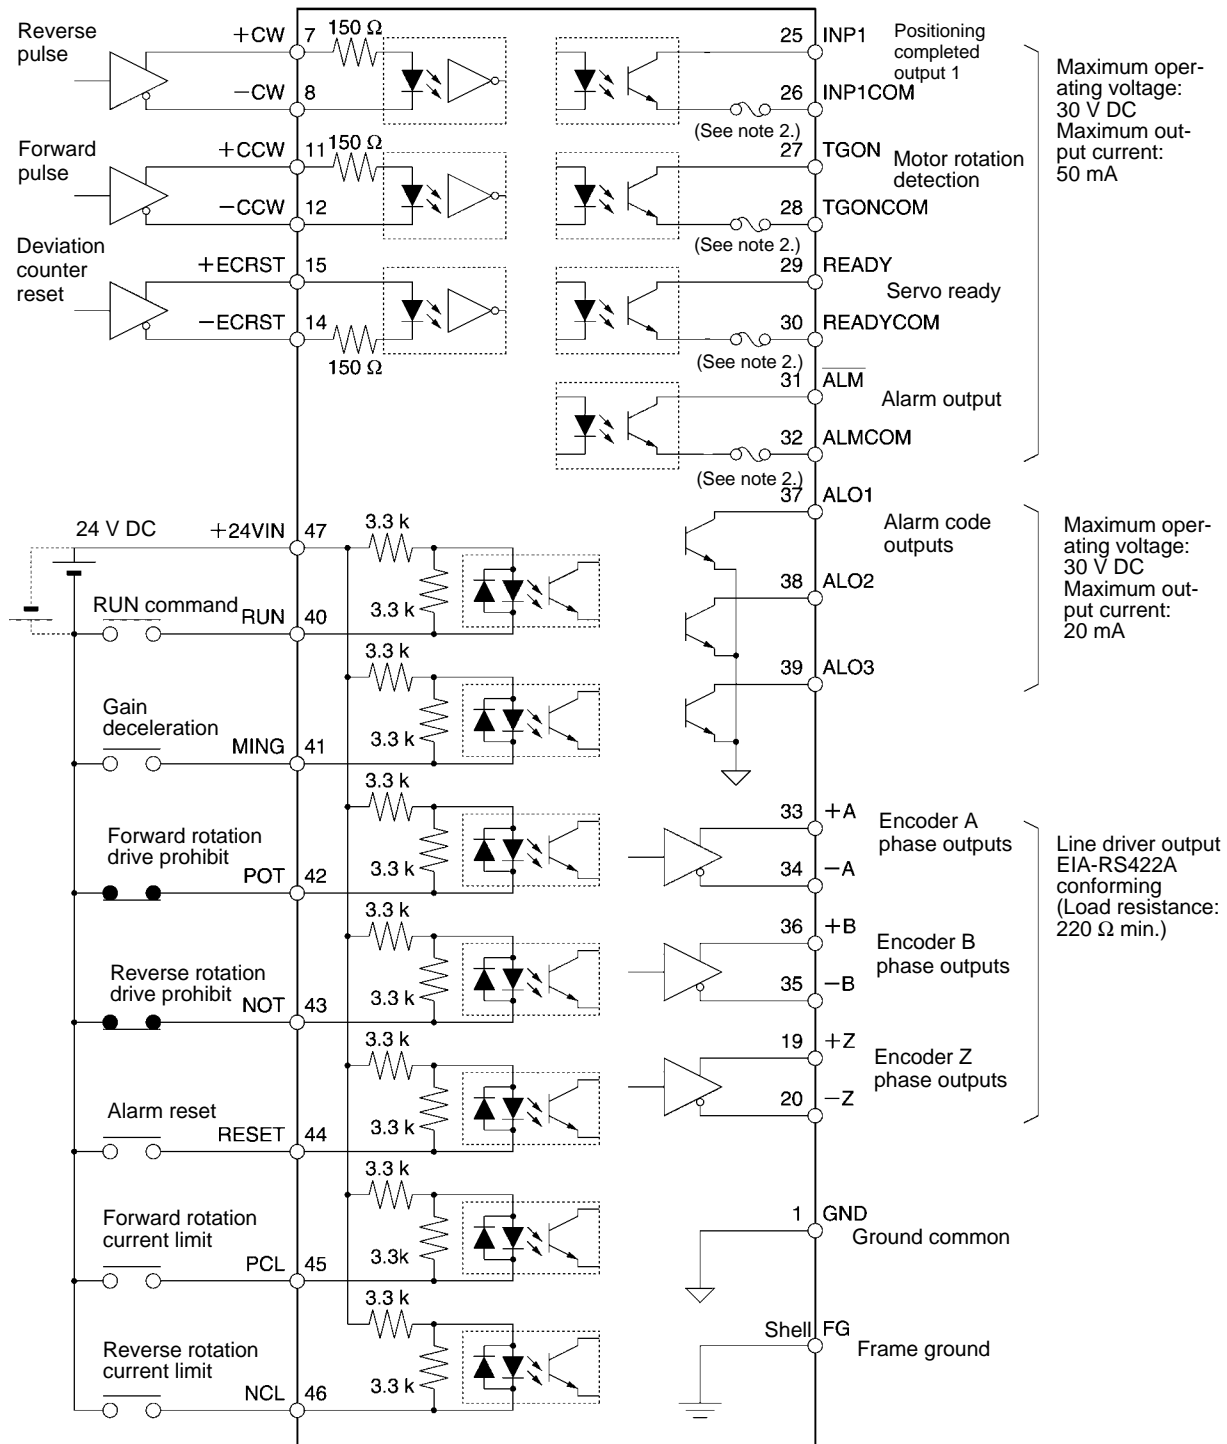 Reverse
pulse
+CW 7 150 Ω
−CW 8
Forward
pulse
+CCW 11 150 Ω
−CCW 12
Deviation
counter
reset
+ECRST 15
−ECRST 14
150 Ω
24 V DC
+24VIN 47 3.3 k
3.3 k
RUN command
RUN 40
3.3 k
Gain
deceleration
3.3 k
MING 41
3.3 k
Forward rotation
drive prohibit
3.3 k
POT 42
3.3 k
Reverse rotation
drive prohibit
3.3 k
NOT 43
3.3 k
Alarm reset
3.3 k
RESET 44
3.3 k
Forward rotation
current limit
3.3k
PCL 45
3.3 k
Reverse rotation
current limit
3.3 k
NCL 46
25 INP1
Positioning
completed
output 1
26 INP1COM
(See note 2.)
27 TGON
Motor rotation
detection
28 TGONCOM
(See note 2.)
29 READY
Servo ready
30 READYCOM
(See note 2.)
31 A̅L̅M̅
Alarm output
32 ALMCOM
(See note 2.)
Maximum oper-
ating voltage:
30 V DC
Maximum out-
put current:
50 mA
37 ALO1
Alarm code
outputs
38 ALO2
39 ALO3
Maximum oper-
ating voltage:
30 V DC
Maximum out-
put current:
20 mA
33 +A
Encoder A
phase outputs
34 −A
36 +B
Encoder B
phase outputs
35 −B
19 +Z
Encoder Z
phase outputs
20 −Z
Line driver output
EIA-RS422A
conforming
(Load resistance:
220 Ω min.)
1 GND
Ground common
Shell FG
Frame ground